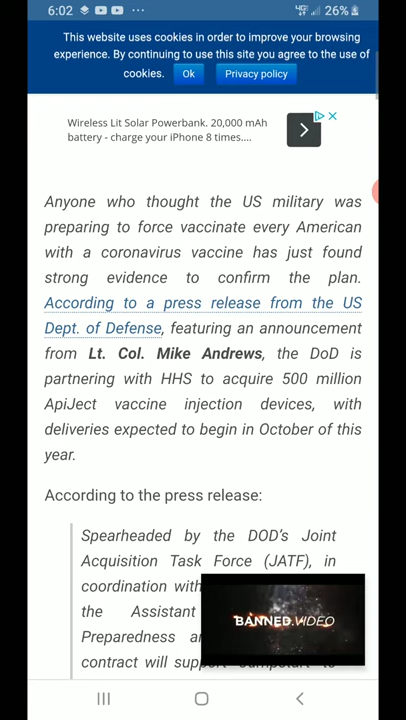 6:02 26%
This website uses cookies in order to improve your browsing
experience. By continuing to use this site you agree to the use of
cookies. Ok Privacy policy
Wireless Lit Solar Powerbank. 20,000 mAh
battery - charge your iPhone 8 times....
Anyone who thought the US military was
preparing to force vaccinate every American
with a coronavirus vaccine has just found
strong evidence to confirm the plan.
According to a press release from the US
Dept. of Defense, featuring an announcement
from Lt. Col. Mike Andrews, the DoD is
partnering with HHS to acquire 500 million
ApiJect vaccine injection devices, with
deliveries expected to begin in October of this
year.
According to the press release:
Spearheaded by the DOD's Joint
Acquisition Task Force (JATF), in
coordination with
the Assistant
Preparedness
contract will
BANNED.VIDEO